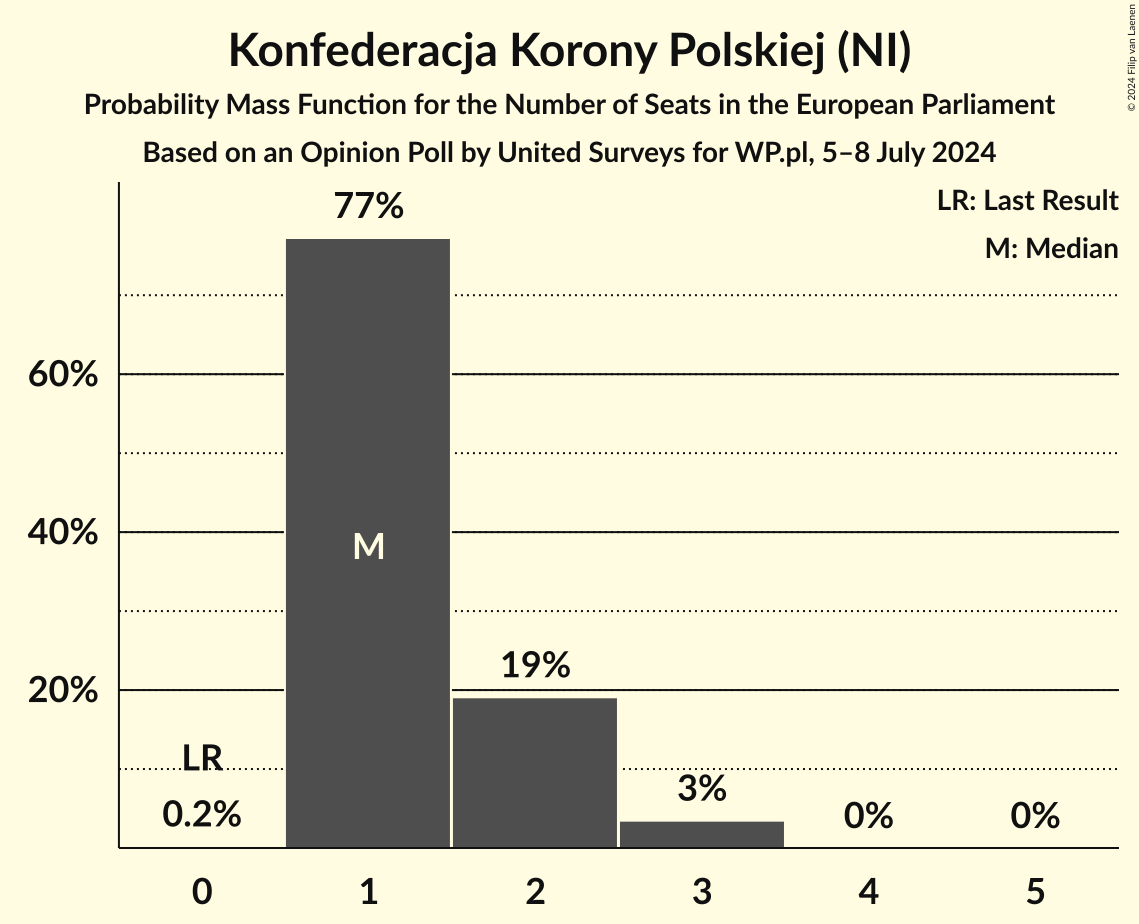 Konfederacja Korony Polskiej (NI)
Probability Mass Function for the Number of Seats in the European Parliament
Based on an Opinion Poll by United Surveys for WP.pl, 5–8 July 2024
© 2024 Filip van Laenen
LR: Last Result
M: Median
77%
60%
M
40%
19%
20%
LR
3%
0.2%
0%
0%
0 1 2 3 4 5